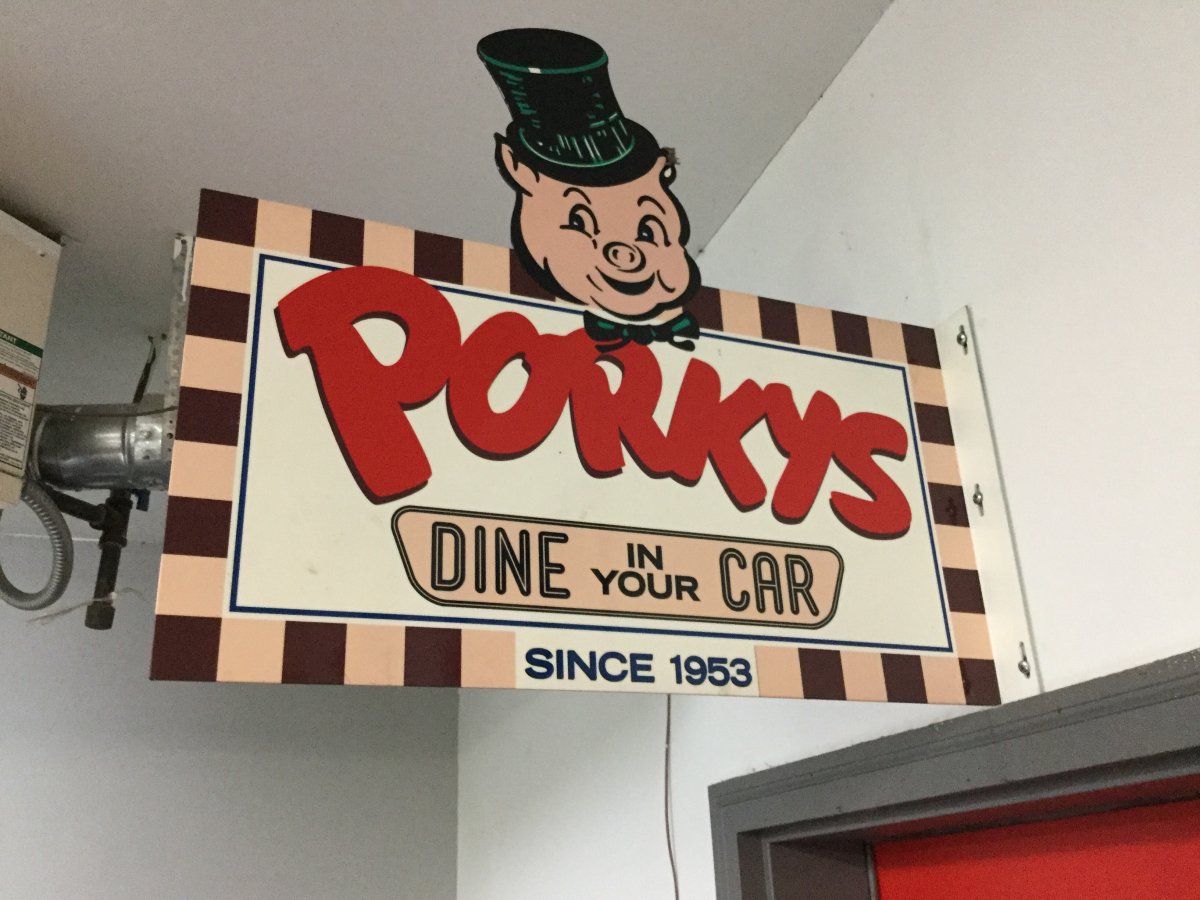 PORKYS
DINE IN YOUR CAR
SINCE 1953